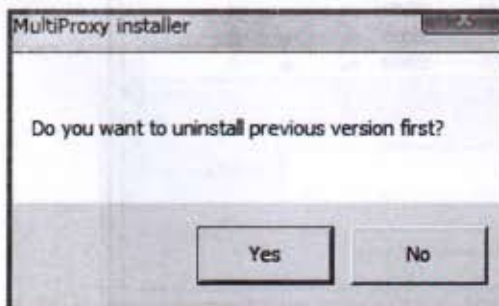 MultiProxy installer
Do you want to uninstall previous version first?
Yes
No